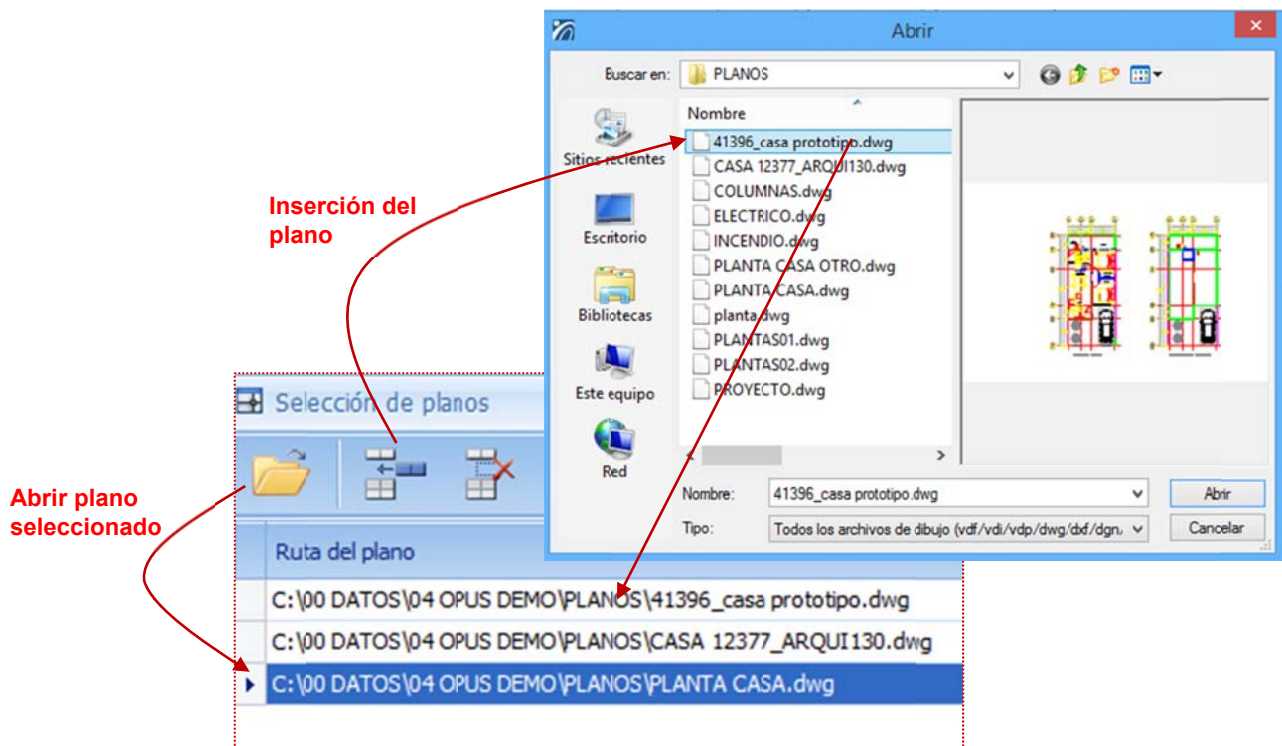 Abrir
Buscar en:
PLANOS
Nombre
41396_casa prototipo.dwg
CASA 12377_ARQUI130.dwg
COLUMNAS.dwg
ELECTRICO.dwg
INCENDIO.dwg
PLANTA CASA OTRO.dwg
PLANTA CASA.dwg
planta.dwg
PLANTAS01.dwg
PLANTAS02.dwg
PROYECTO.dwg
Sitios recientes
Escritorio
Bibliotecas
Este equipo
Red
Nombre:
41396_casa prototipo.dwg
Abrir
Tipo:
Todos los archivos de dibujo (vdf/vdi/vdp/dwg/dxf/dgn,
Cancelar
Inserción del
plano
Selección de planos
Abrir plano
seleccionado
Ruta del plano
C:\00 DATOS\04 OPUS DEMO\PLANOS\41396_casa prototipo.dwg
C:\00 DATOS\04 OPUS DEMO\PLANOS\CASA 12377_ARQUI130.dwg
C:\00 DATOS\04 OPUS DEMO\PLANOS\PLANTA CASA.dwg